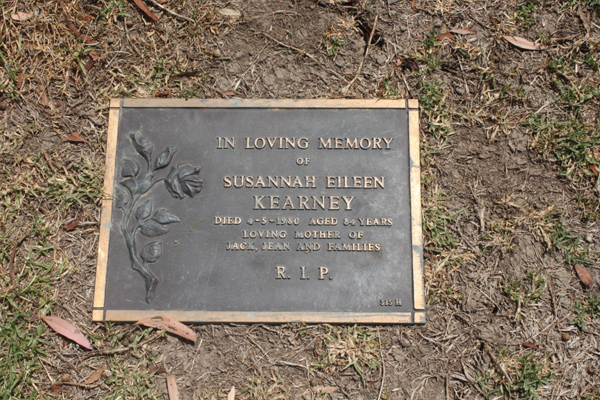 IN LOVING MEMORY
OF
SUSANNAH EILEEN
KEARNEY
DIED 4-5-1980 AGED 84 YEARS
LOVING MOTHER OF
JACK, JEAN AND FAMILIES
R. I. P.
315 H